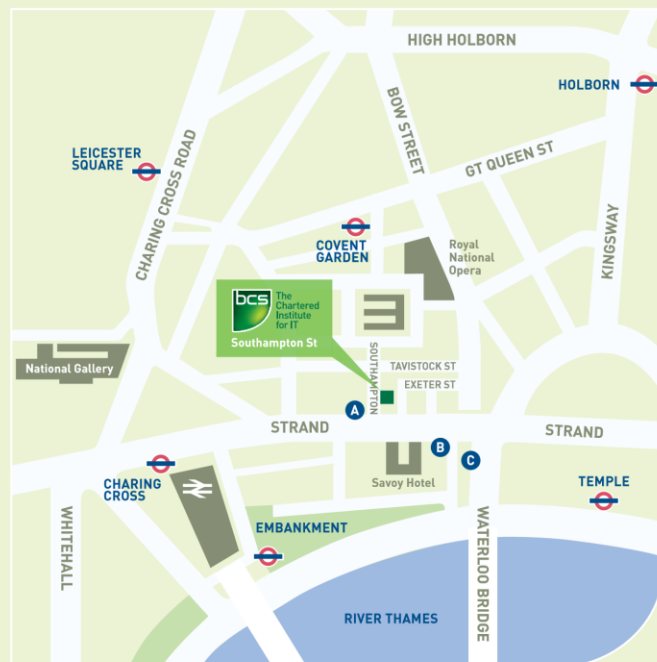 HIGH HOLBORN
HOLBORN
BOW STREET
LEICESTER
SQUARE
CHARING CROSS ROAD
GT QUEEN ST
KINGSWAY
COVENT
GARDEN
Royal
National
Opera
bcs
The
Chartered
Institute
for IT
Southampton St
National Gallery
SOUTHAMPTON
TAVISTOCK ST
EXETER ST
A
STRAND
STRAND
B
C
Savoy Hotel
CHARING
CROSS
TEMPLE
WHITEHALL
EMBANKMENT
WATERLOO BRIDGE
RIVER THAMES